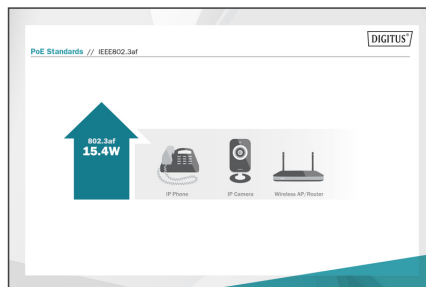 DIGITUS®
PoE Standards // IEEE802.3af
802.3af
15.4W
IP Phone
IP Camera
Wireless AP/Router